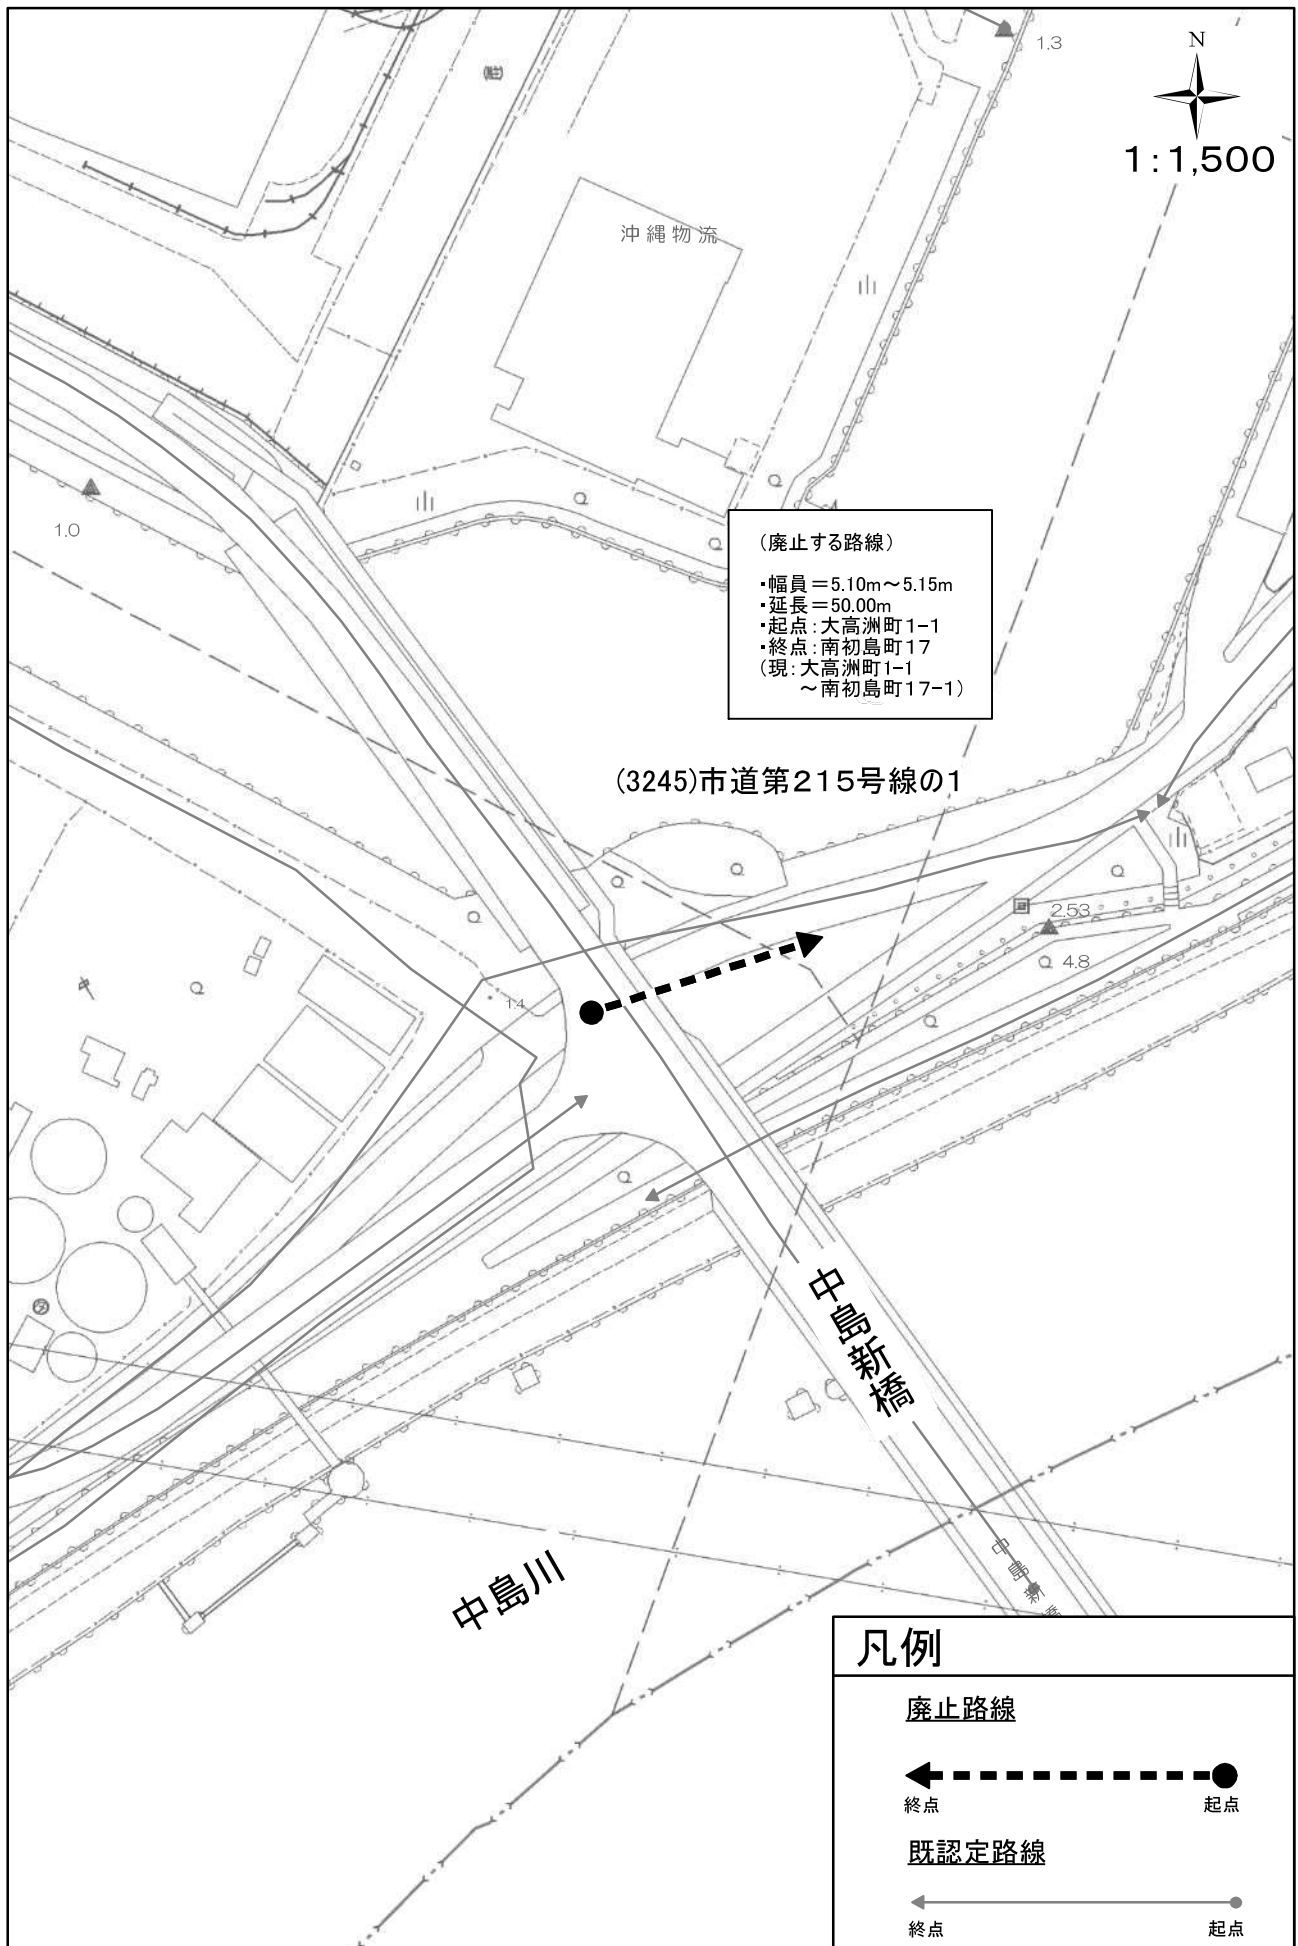 N
1:1,500
1.3
沖縄物流
1.0
(廃止する路線)
・幅員=5.10m～5.15m
・延長=50.00m
・起点:大高洲町1-1
・終点:南初島町17
(現:大高洲町1-1
～南初島町17-1)
(3245)市道第215号線の1
2.53
4.8
1.4
中島新橋
中島新橋
中島川
凡例
廃止路線
終点 起点
既認定路線
終点 起点